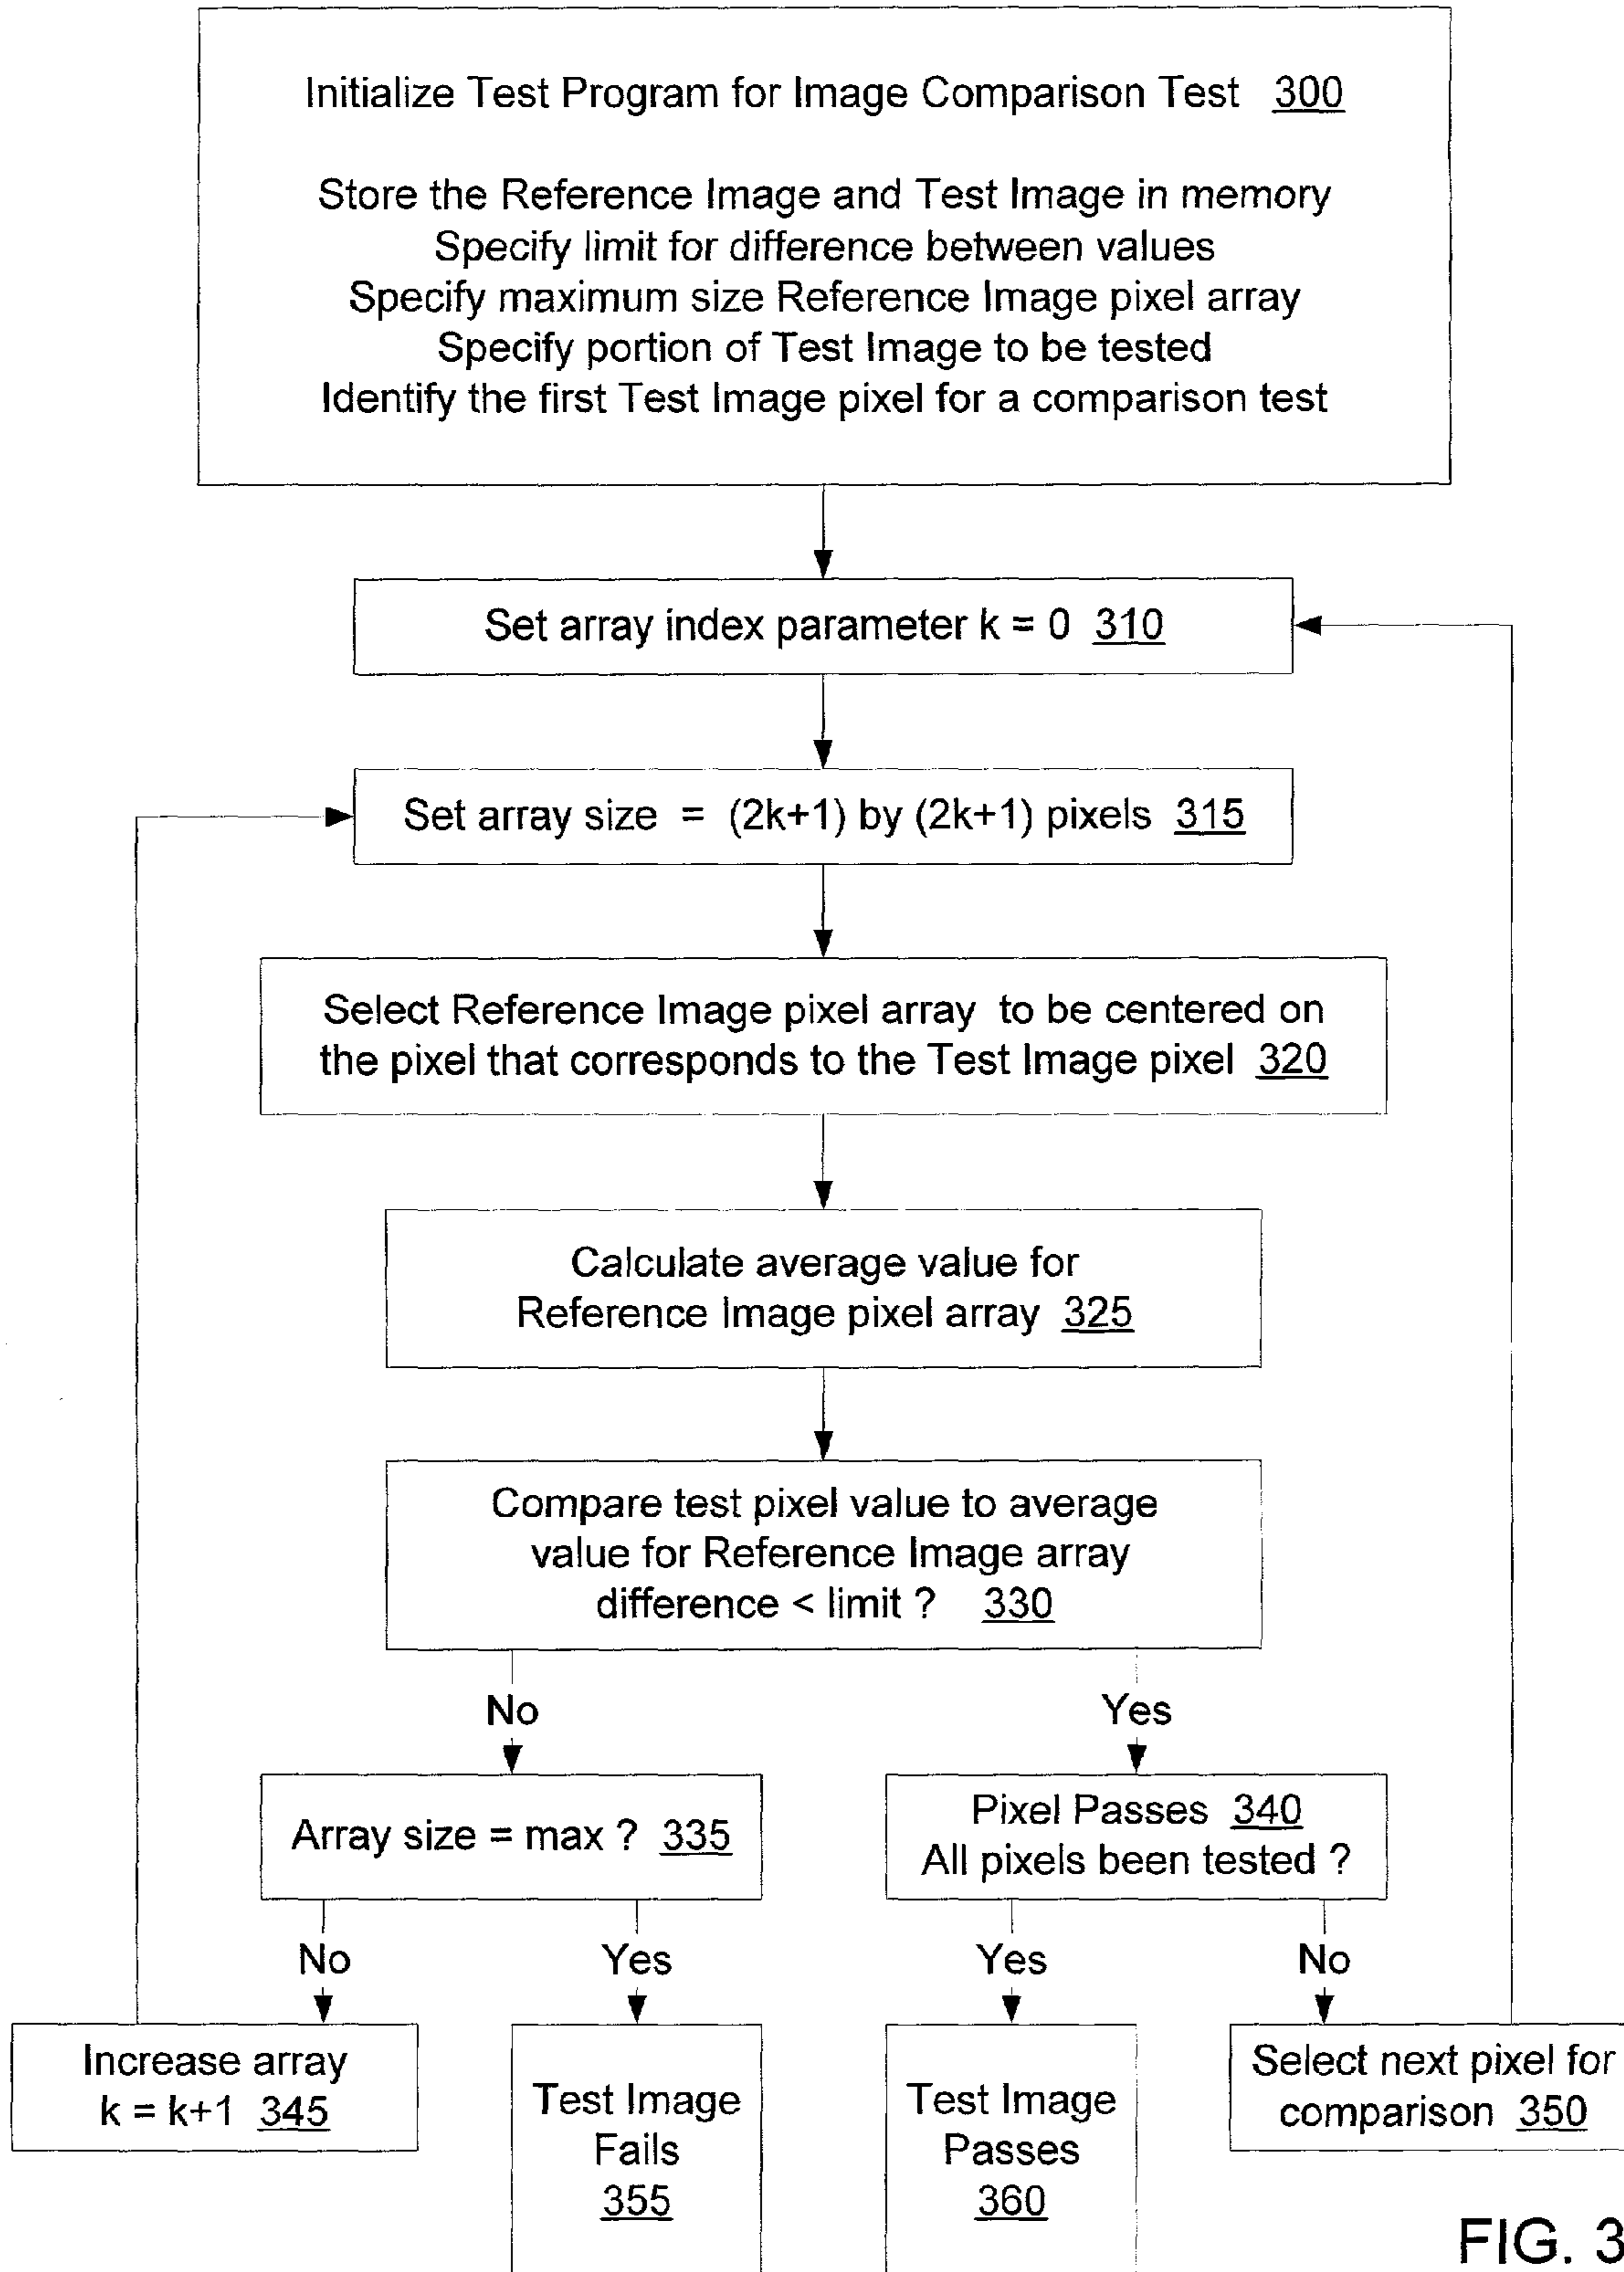 Initialize Test Program for Image Comparison Test 300
Store the Reference Image and Test Image in memory
Specify limit for difference between values
Specify maximum size Reference Image pixel array
Specify portion of Test Image to be tested
Identify the first Test Image pixel for a comparison test
Set array index parameter k = 0 310
Set array size = (2k+1) by (2k+1) pixels 315
Select Reference Image pixel array to be centered on
the pixel that corresponds to the Test Image pixel 320
Calculate average value for
Reference Image pixel array 325
Compare test pixel value to average
value for Reference Image array
difference < limit ? 330
No
Yes
Array size = max ? 335
Pixel Passes 340
All pixels been tested ?
No
Yes
Yes
No
Increase array
k = k+1 345
Test Image
Fails
355
Test Image
Passes
360
Select next pixel for
comparison 350
FIG. 3